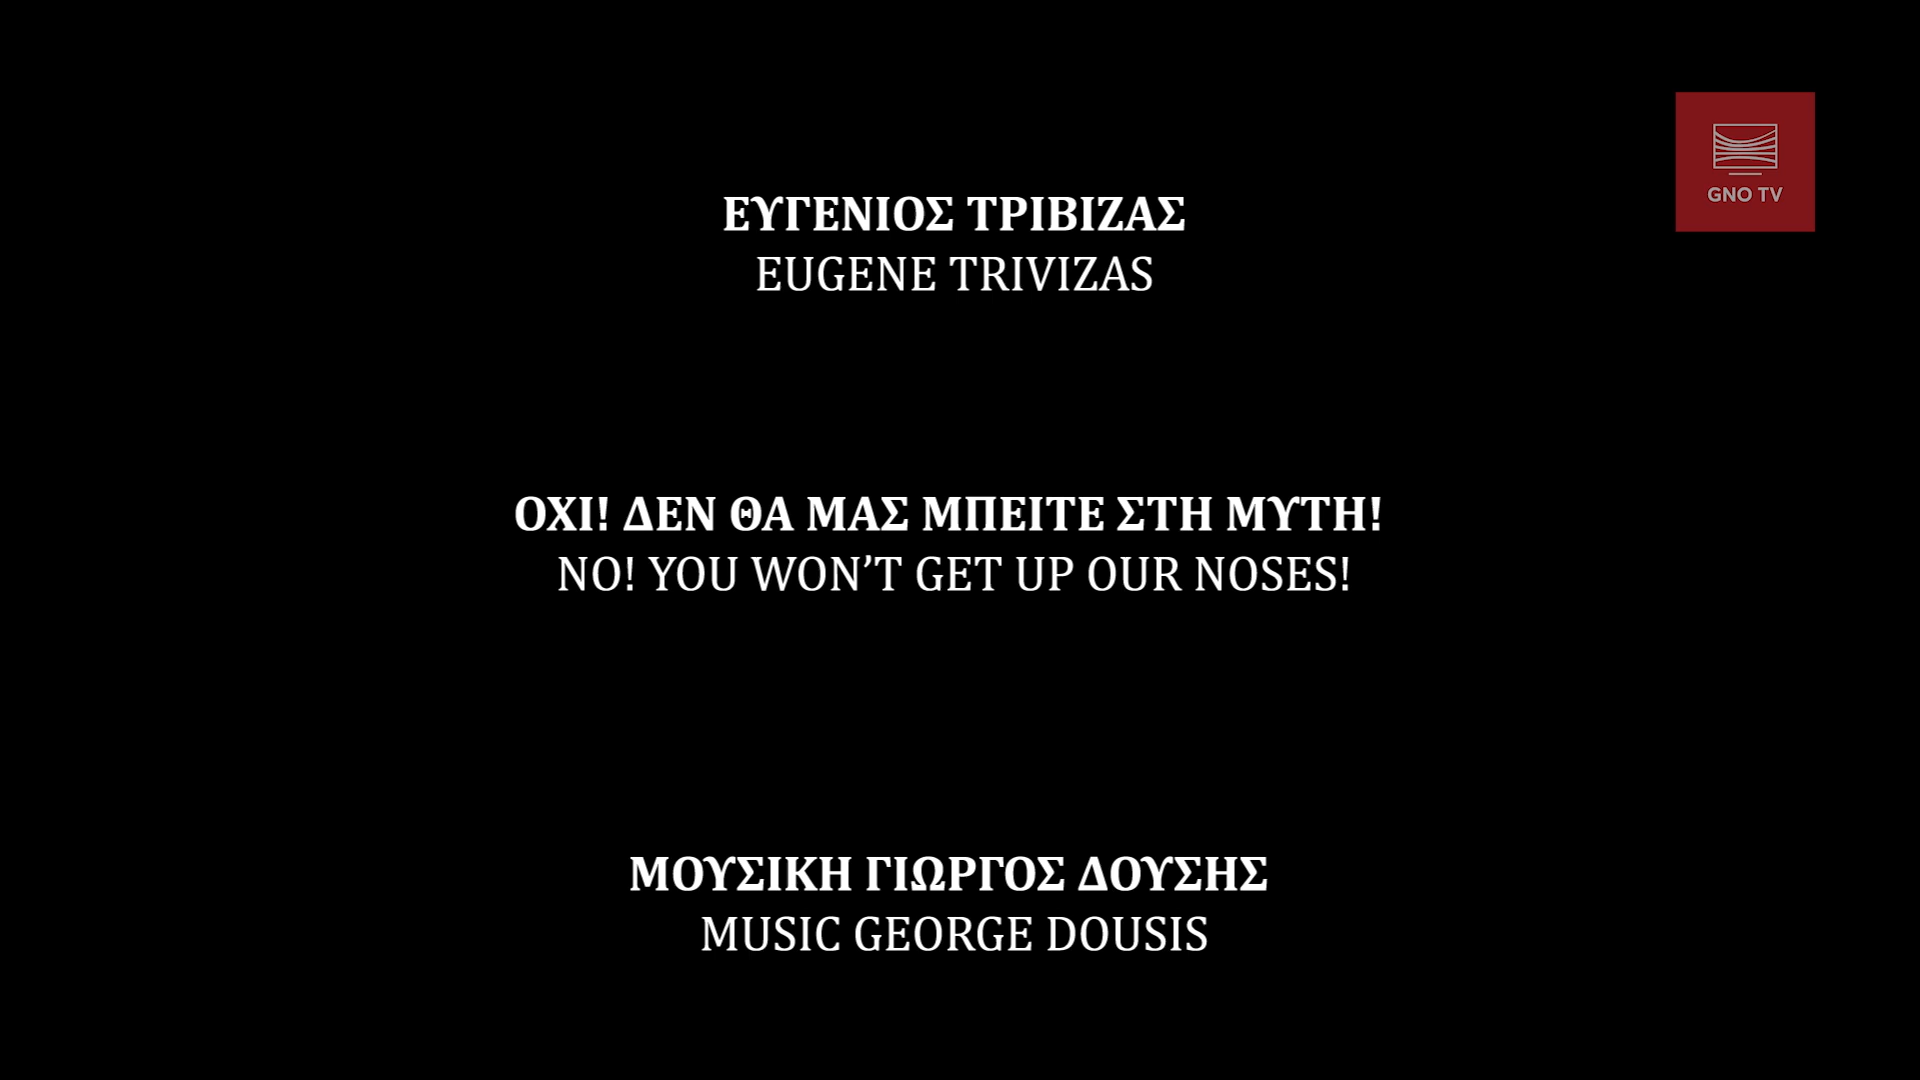 GNO TV
ΕΥΓΕΝΙΟΣ ΤΡΙΒΙΖΑΣ
EUGENE TRIVIZAS
ΟΧΙ! ΔΕΝ ΘΑ ΜΑΣ ΜΠΕΙΤΕ ΣΤΗ ΜΥΤΗ!
NO! YOU WON’T GET UP OUR NOSES!
ΜΟΥΣΙΚΗ ΓΙΩΡΓΟΣ ΔΟΥΣΗΣ
MUSIC GEORGE DOUSIS